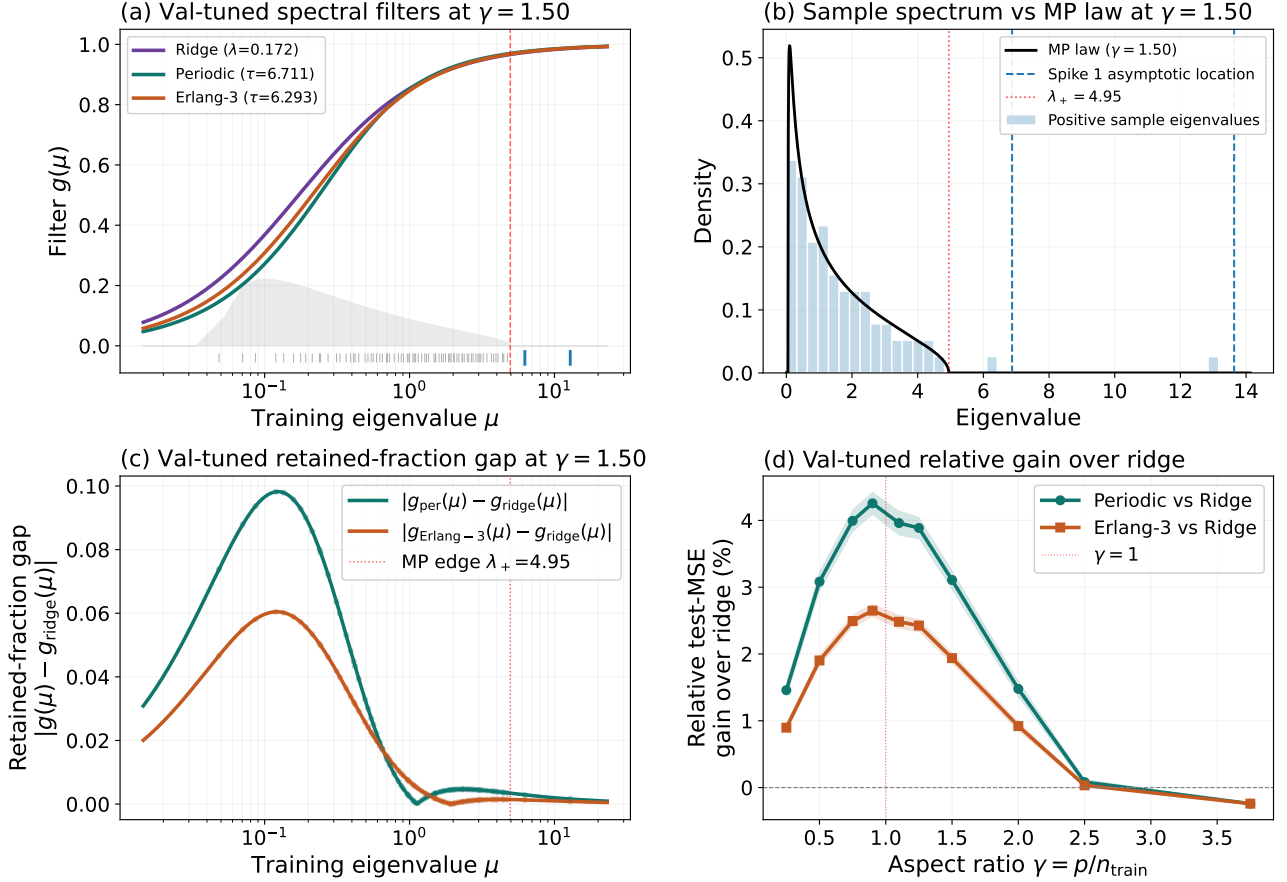 (a) Val-tuned spectral filters at γ = 1.50
Filter g(μ)
1.0
0.8
0.6
0.4
0.2
0.0
Ridge (λ=0.172)
Periodic (τ=6.711)
Erlang-3 (τ=6.293)
10⁻¹
10⁰
10¹
Training eigenvalue μ
(b) Sample spectrum vs MP law at γ = 1.50
Density
0.5
0.4
0.3
0.2
0.1
0.0
MP law (γ = 1.50)
Spike 1 asymptotic location
λ₊ = 4.95
Positive sample eigenvalues
0
2
4
6
8
10
12
14
Eigenvalue
(c) Val-tuned retained-fraction gap at γ = 1.50
Retained-fraction gap
|g(μ) − g_ridge(μ)|
0.10
0.08
0.06
0.04
0.02
0.00
|g_per(μ) − g_ridge(μ)|
|g_Erlang−3(μ) − g_ridge(μ)|
MP edge λ₊=4.95
10⁻¹
10⁰
10¹
Training eigenvalue μ
(d) Val-tuned relative gain over ridge
Relative test-MSE
gain over ridge (%)
4
3
2
1
0
Periodic vs Ridge
Erlang-3 vs Ridge
γ = 1
0.5
1.0
1.5
2.0
2.5
3.0
3.5
Aspect ratio γ = p/n_train